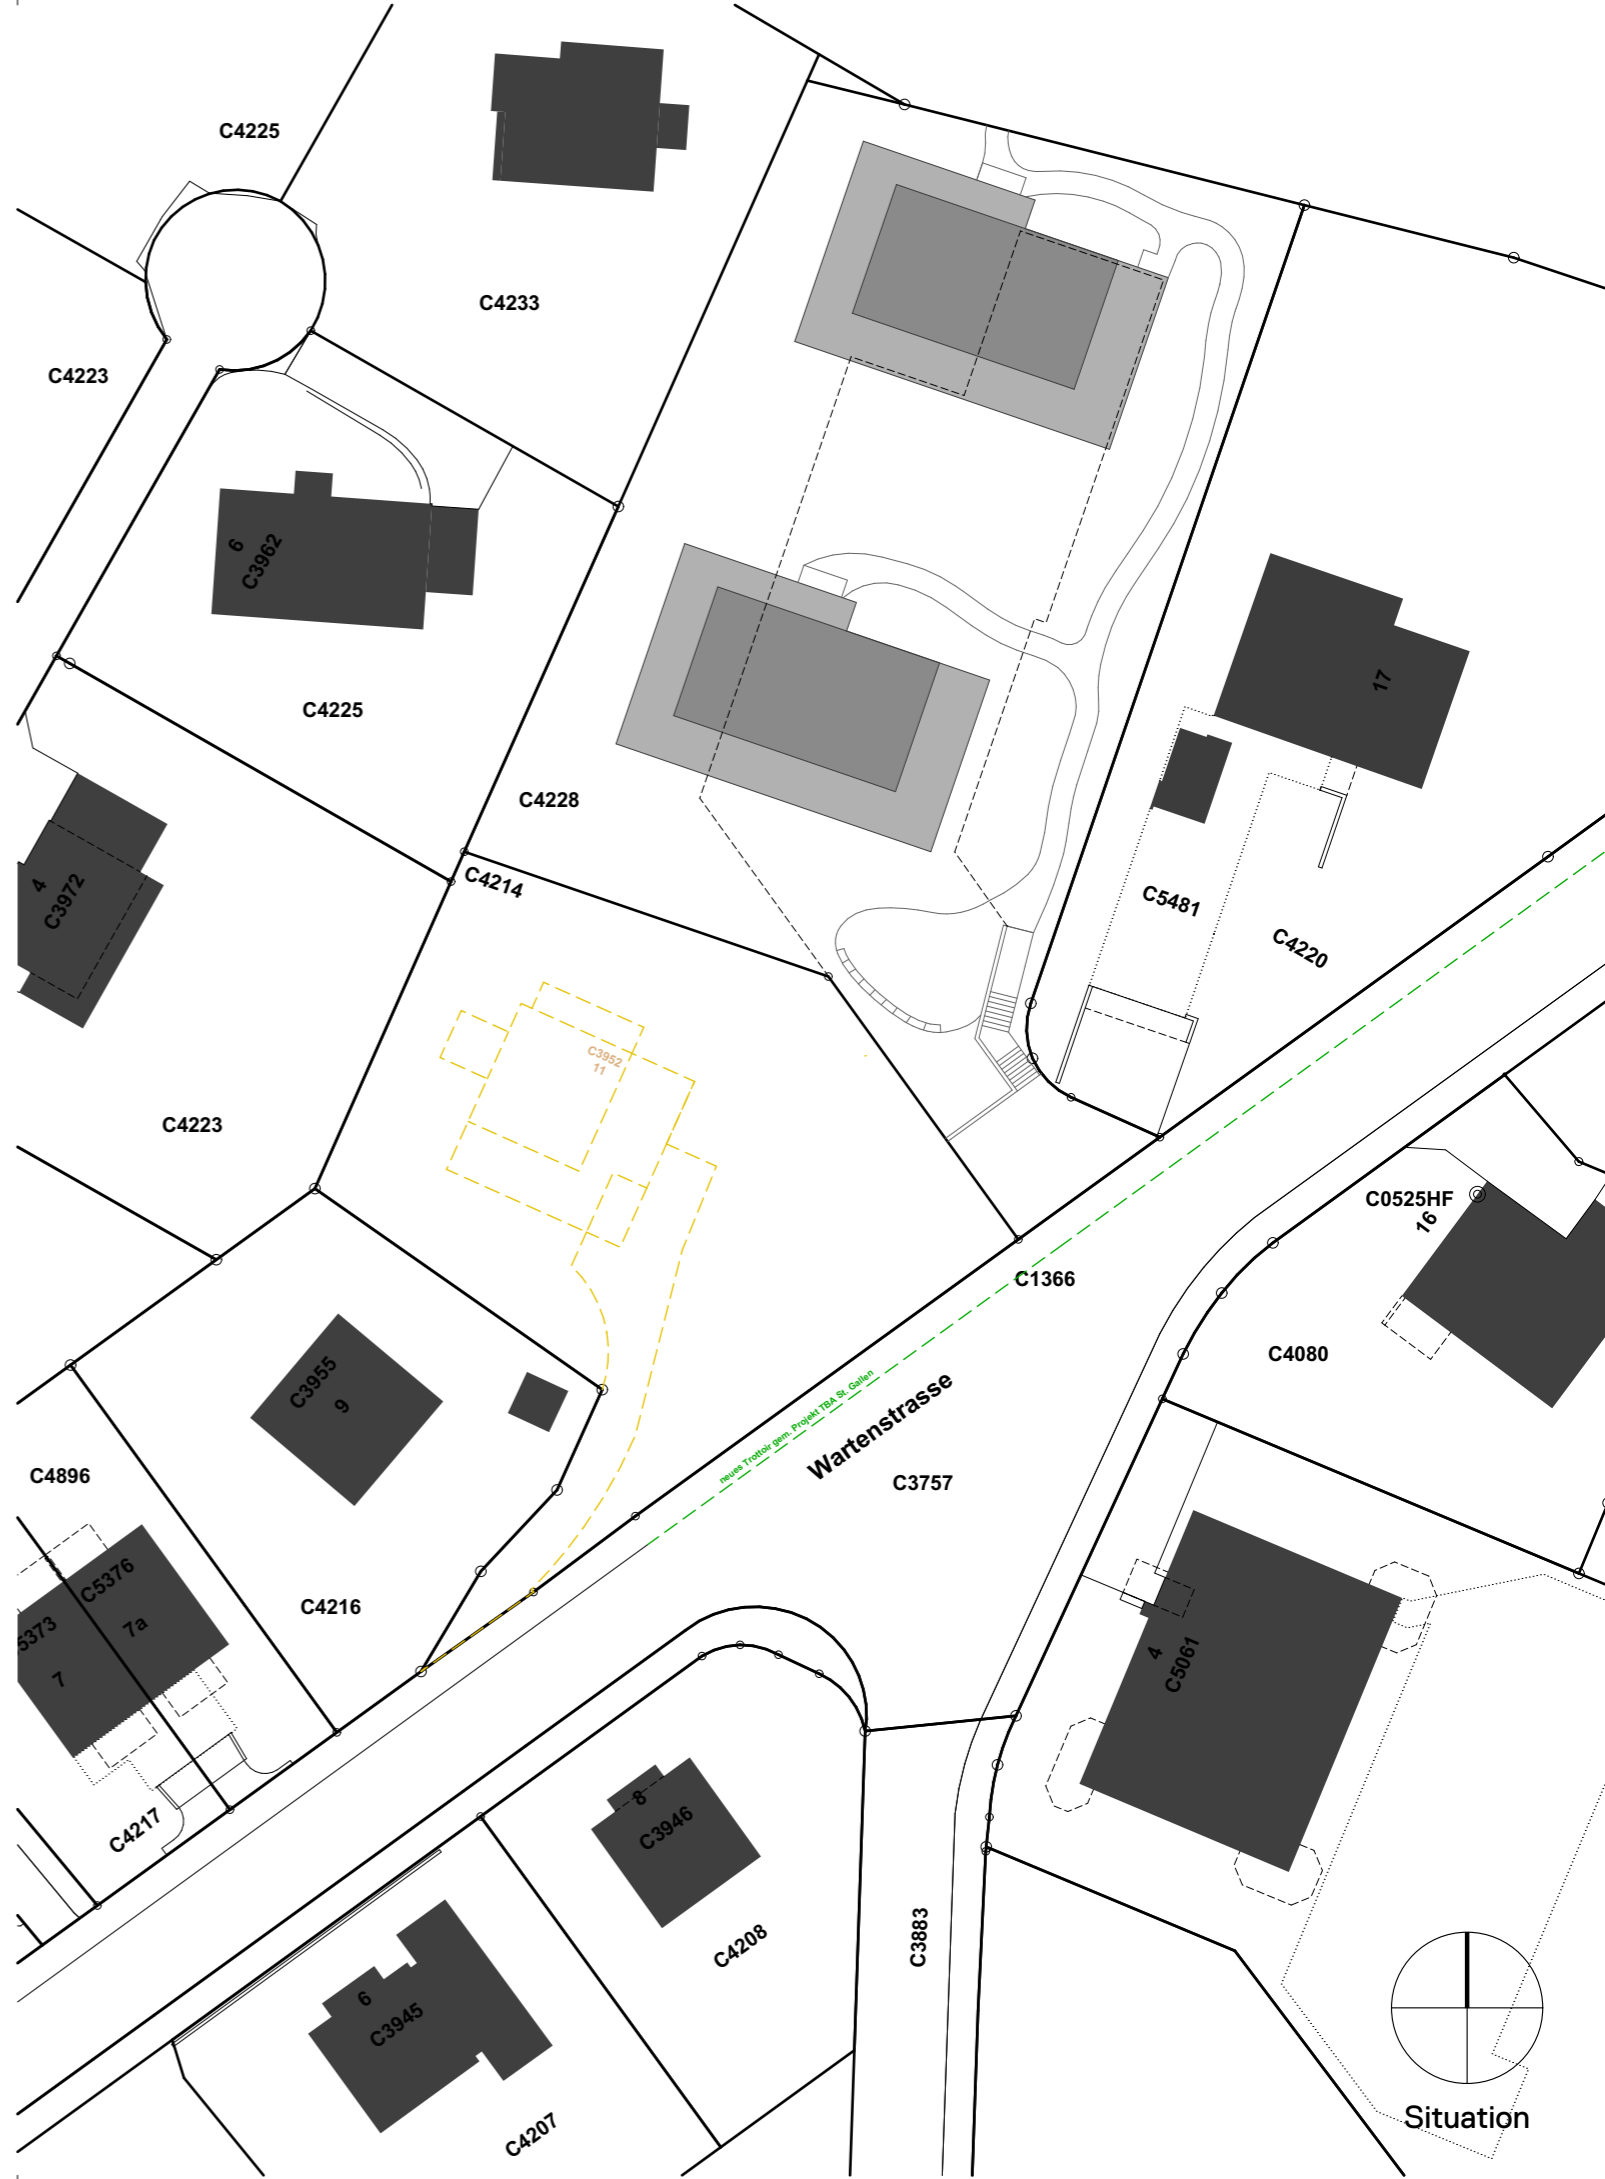 C4225
C4233
C4223
6
C3962
C4225
C4228
17
4
C3972
C4214
C5481
C4220
C3952
11
C4223
C0525HF
16
C1366
C4080
C3955
9
neues Trottoir gem. Projekt TBA St. Gallen
Wartenstrasse
C4896
C3757
C5376
7a
5373
7
C4216
4
C5061
C4217
8
C3946
C4208
C3883
6
C3945
C4207
Situation